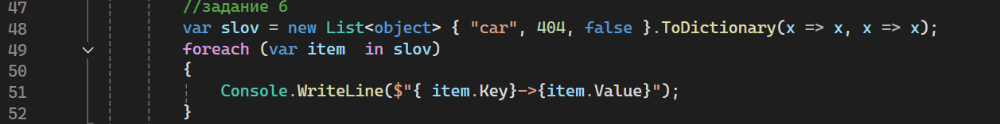 47 //задание 6
48 var slov = new List<object> { "car", 404, false }.ToDictionary(x => x, x => x);
49 foreach (var item  in slov)
50 {
51 Console.WriteLine($"{ item.Key}->{item.Value}");
52 }